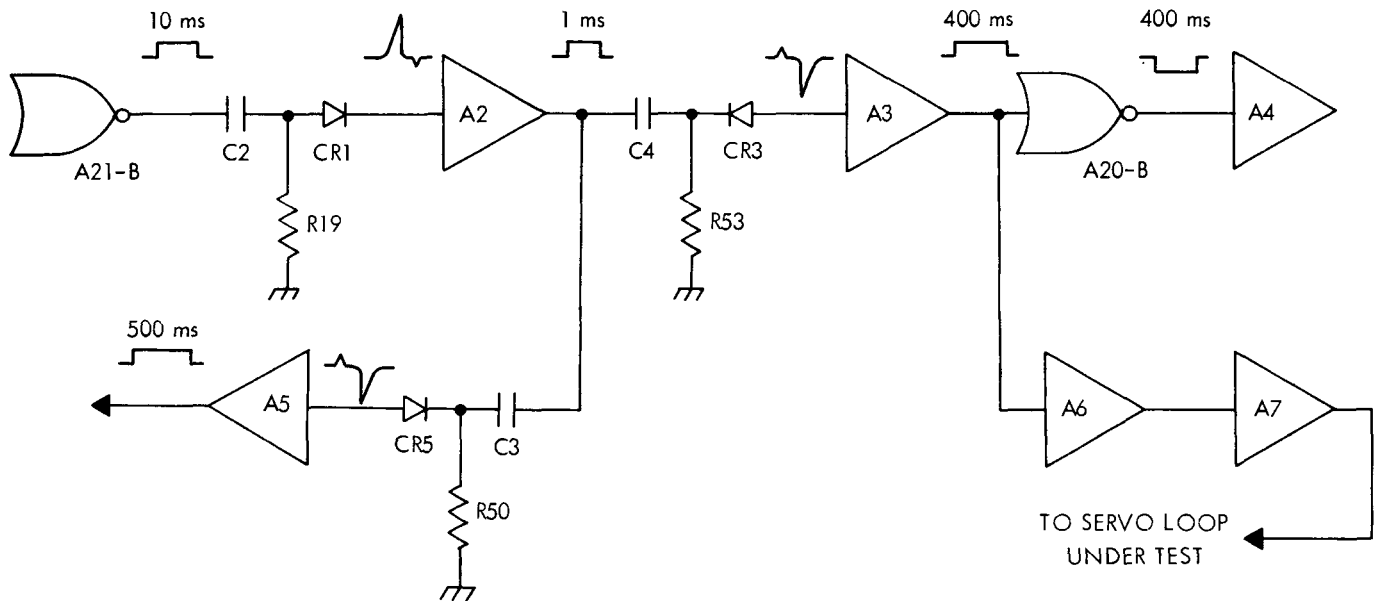 10 ms
1 ms
400 ms
400 ms
A21-B
C2
CR1
A2
C4
CR3
A3
A20-B
A4
R19
R53
500 ms
A5
CR5
C3
R50
A6
A7
TO SERVO LOOP
UNDER TEST